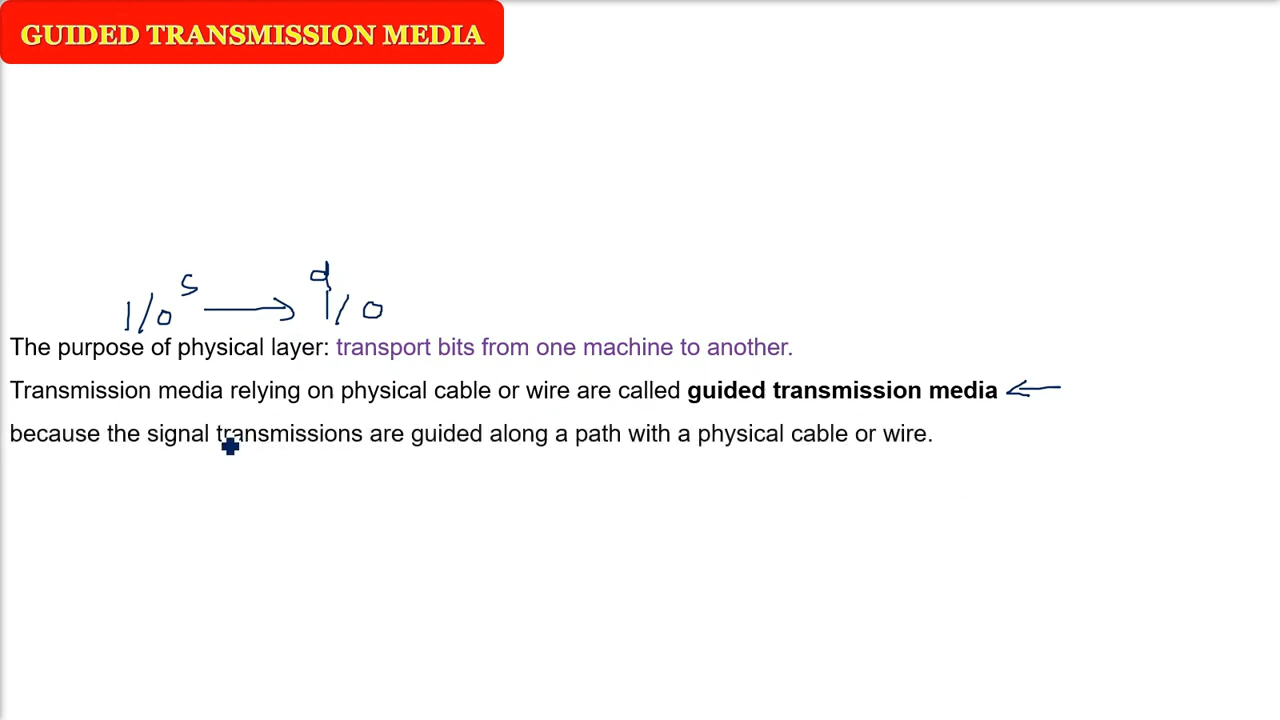 GUIDED TRANSMISSION MEDIA
s d
1/0 → 1/0
The purpose of physical layer: transport bits from one machine to another.
Transmission media relying on physical cable or wire are called guided transmission media ←
because the signal transmissions are guided along a path with a physical cable or wire.